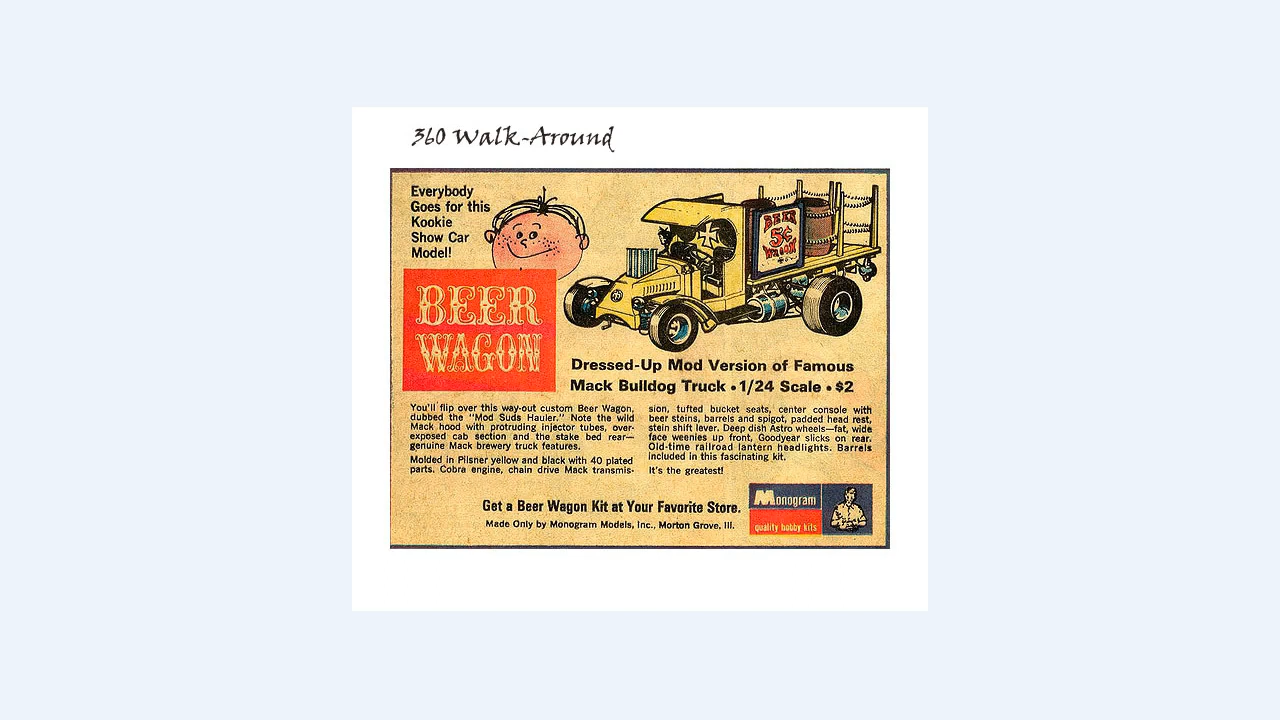 360 Walk-Around
Everybody
Goes for this
Kookie
Show Car
Model!
BEER
WAGON
BEER
5¢
WAGON
Dressed-Up Mod Version of Famous
Mack Bulldog Truck • 1/24 Scale • $2
You'll flip over this way-out custom Beer Wagon,
dubbed the "Mod Suds Hauler." Note the wild
Mack hood with protruding injector tubes, over-
exposed cab section and the stake bed rear—
genuine Mack brewery truck features.
Molded in Pilsner yellow and black with 40 plated
parts. Cobra engine, chain drive Mack transmis-
sion, tufted bucket seats, center console with
beer steins, barrels and spigot, padded head rest,
stein shift lever. Deep dish Astro wheels—fat, wide
face weenies up front, Goodyear slicks on rear.
Old-time railroad lantern headlights. Barrels
included in this fascinating kit.
It's the greatest!
Get a Beer Wagon Kit at Your Favorite Store.
Made Only by Monogram Models, Inc., Morton Grove, Ill.
Monogram
quality hobby kits